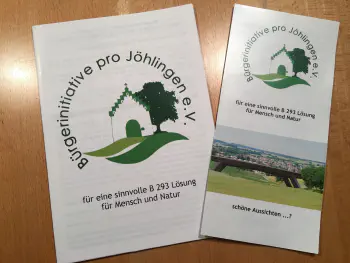 Bürgerinitiative pro Jöhlingen e.V.
für eine sinnvolle B 293 Lösung
für Mensch und Natur
Bürgerinitiative pro Jöhlingen e.V.
für eine sinnvolle B 293 Lösung
für Mensch und Natur
schöne Aussichten ...?